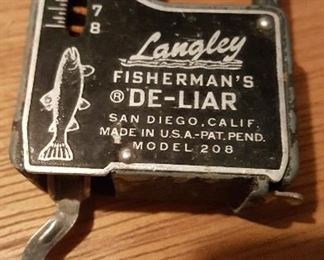 7
8
Langley
FISHERMAN'S
® DE-LIAR
SAN DIEGO, CALIF.
MADE IN U.S.A.-PAT. PEND.
MODEL 208